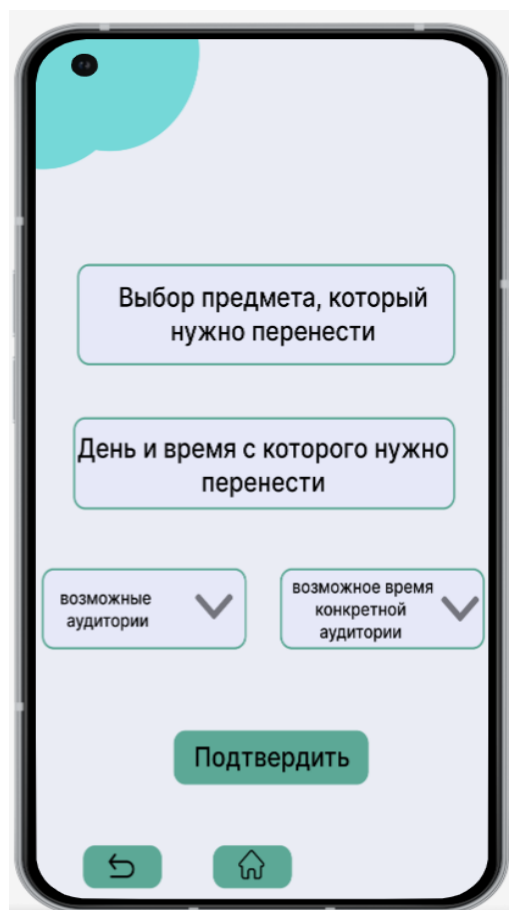 Выбор предмета, который
нужно перенести
День и время с которого нужно
перенести
возможные
аудитории
возможное время
конкретной
аудитории
Подтвердить